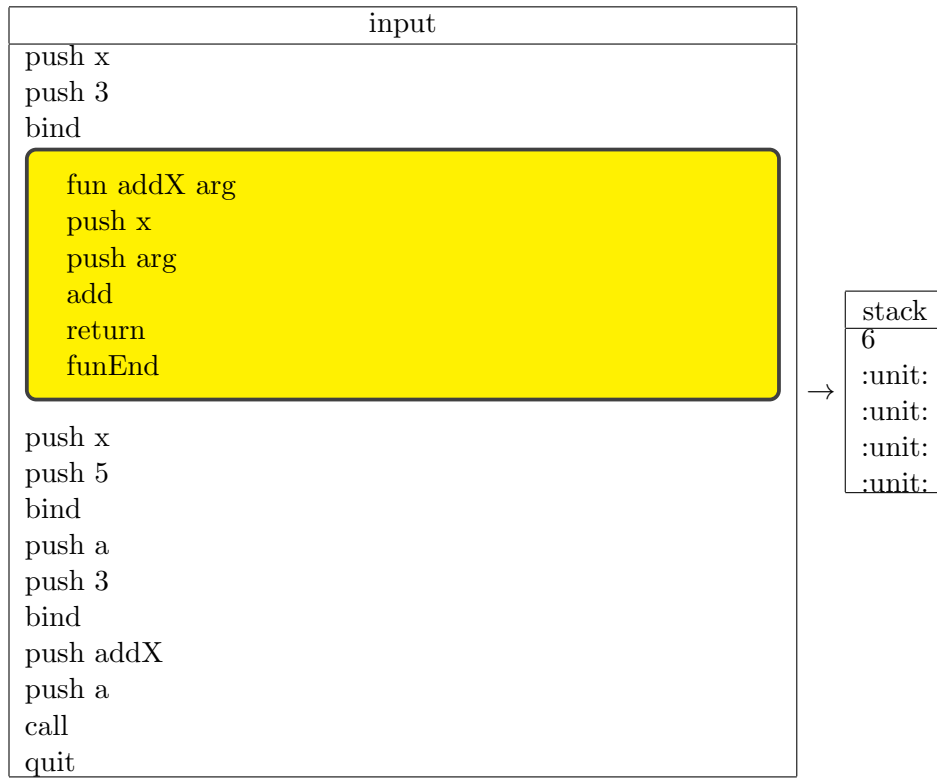 input
push x
push 3
bind
fun addX arg
push x
push arg
add
return
funEnd
push x
push 5
bind
push a
push 3
bind
push addX
push a
call
quit
→
stack
6
:unit:
:unit:
:unit:
:unit: